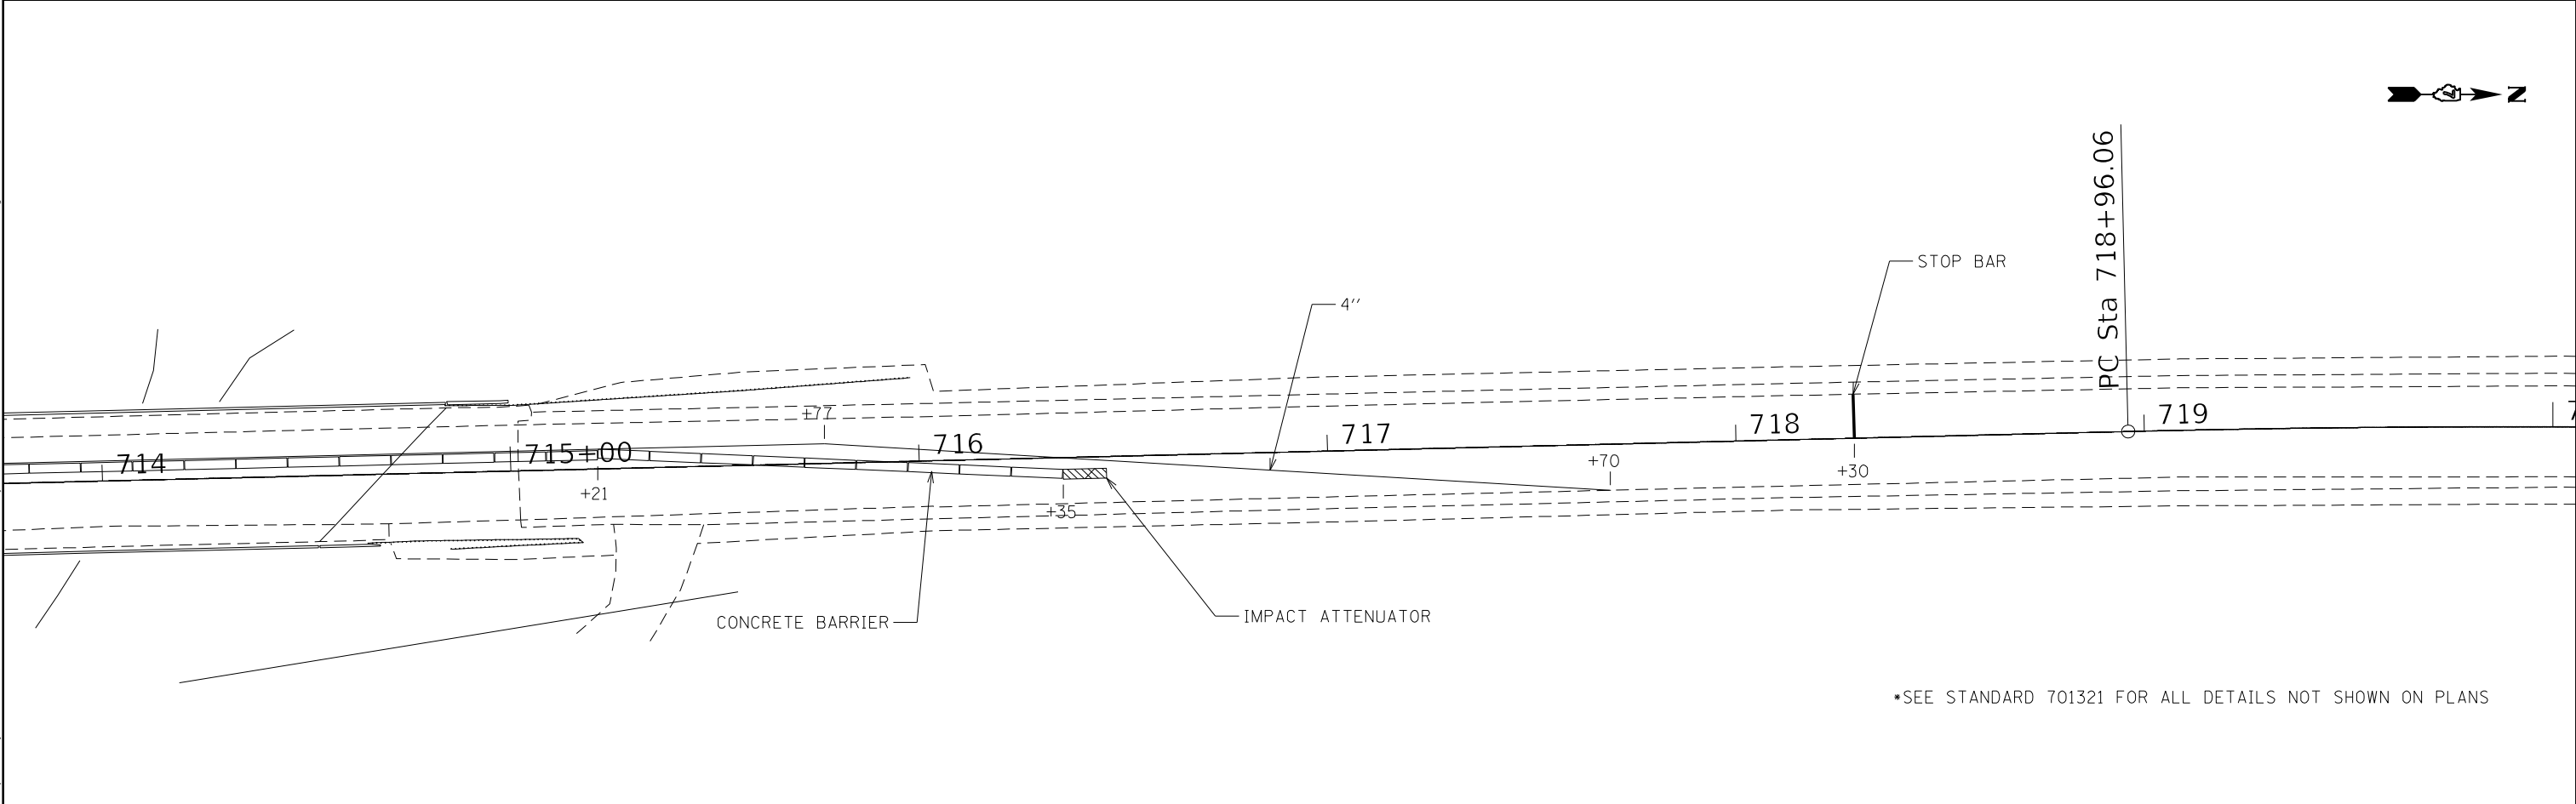 N
PC Sta 718+96.06
STOP BAR
4''
+77
714
715+00
716
717
718
719
+21
+35
+70
+30
CONCRETE BARRIER
IMPACT ATTENUATOR
*SEE STANDARD 701321 FOR ALL DETAILS NOT SHOWN ON PLANS